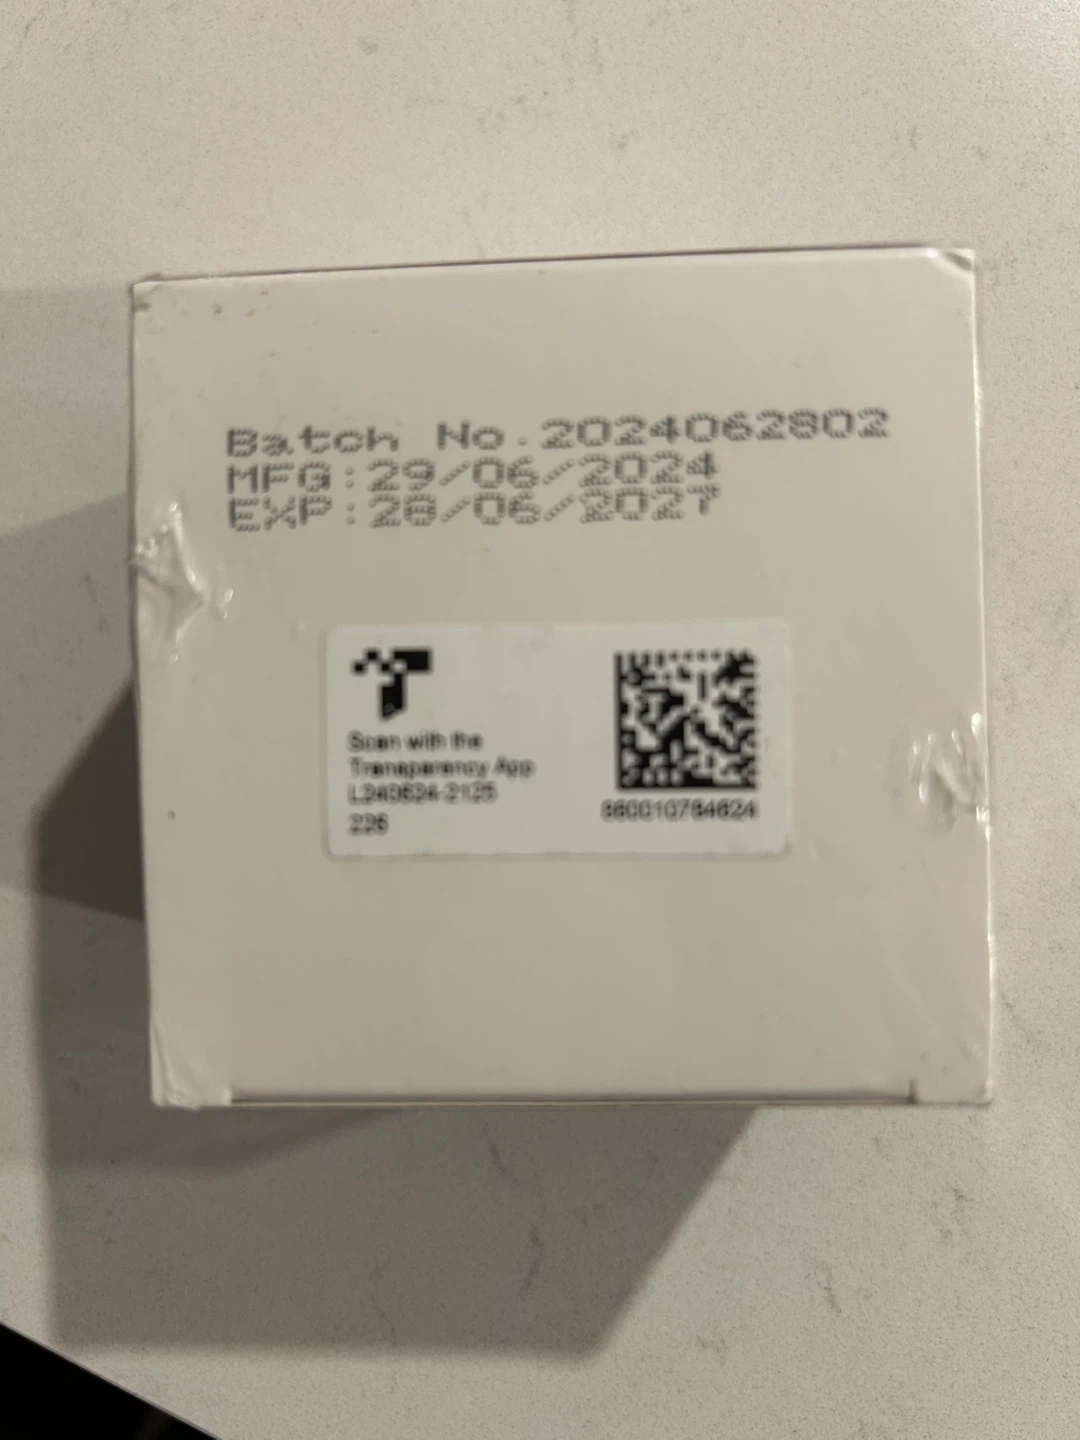 Batch No.2024062802
MFG:29/06/2024
EXP:28/06/2027
Scan with the
Transparency App
L240624-2125
226
860010784624